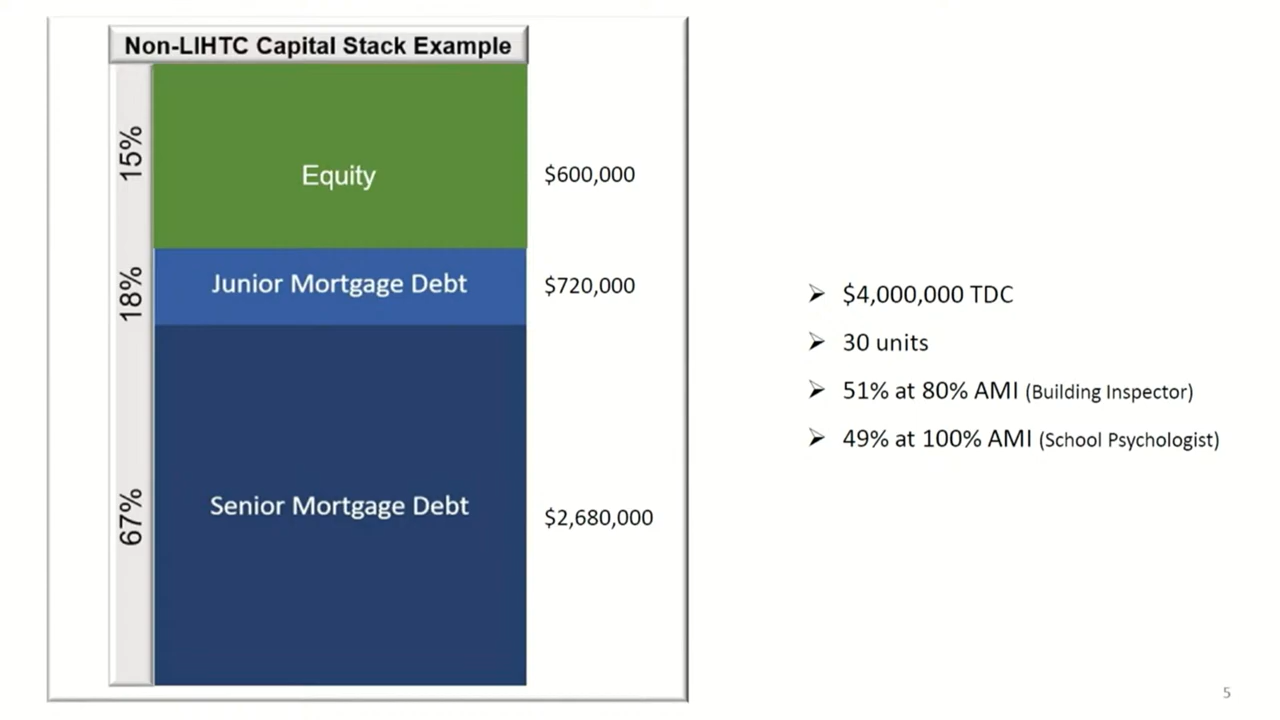 Non-LIHTC Capital Stack Example
15%
Equity
$600,000
18%
Junior Mortgage Debt
$720,000
67%
Senior Mortgage Debt
$2,680,000
➢ $4,000,000 TDC
➢ 30 units
➢ 51% at 80% AMI (Building Inspector)
➢ 49% at 100% AMI (School Psychologist)
5